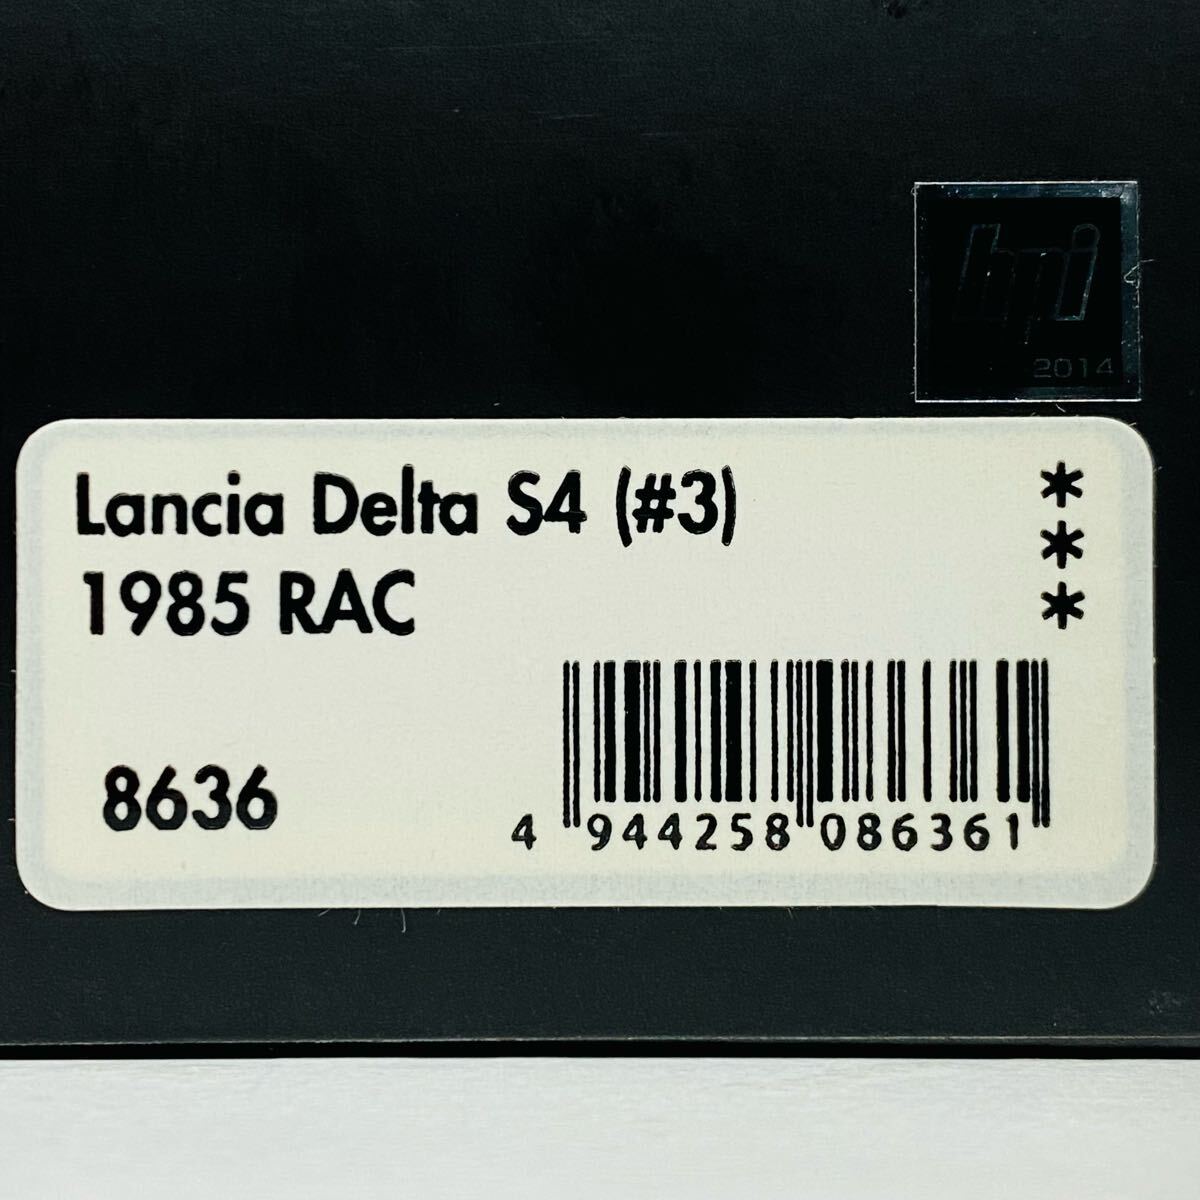 hpi
2014
Lancia Delta S4 (#3)
1985 RAC
***
8636
4 944258 086361